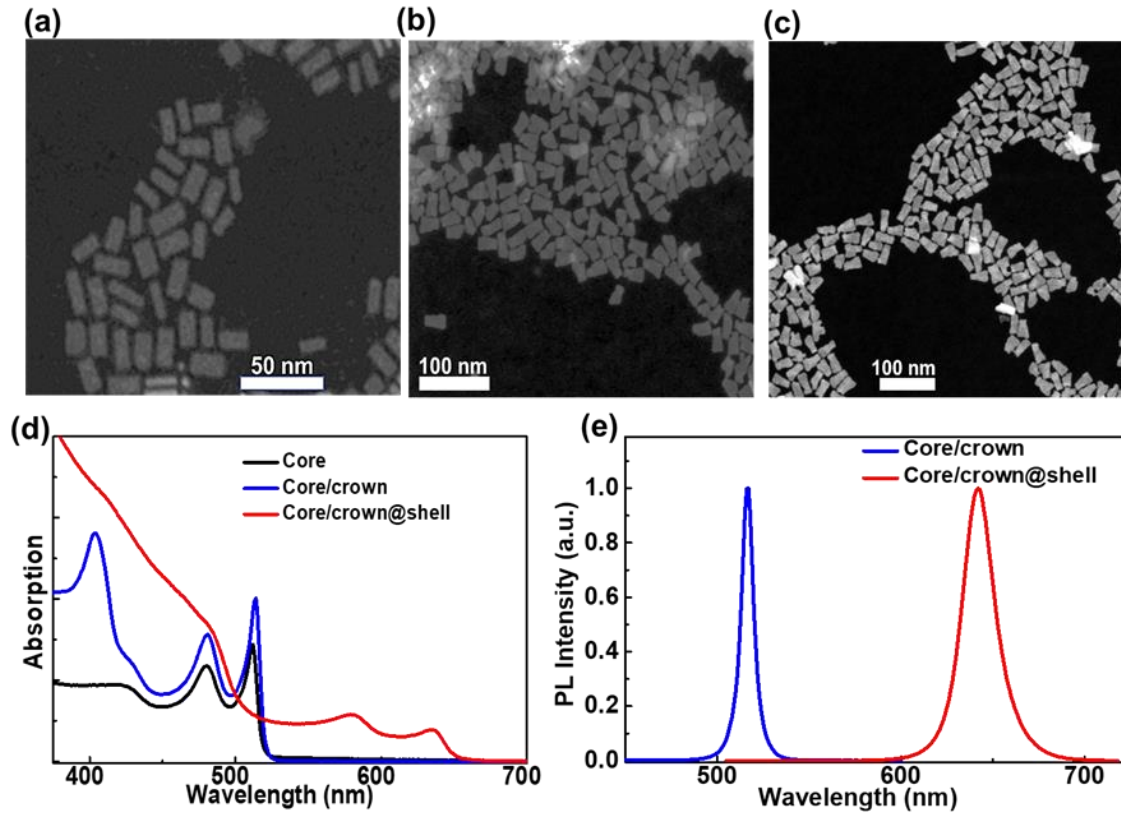 (a)
(b)
(c)
50 nm
100 nm
100 nm
(d)
Core
Core/crown
Core/crown@shell
Absorption
400
500
600
700
Wavelength (nm)
(e)
Core/crown
Core/crown@shell
PL Intensity (a.u.)
1.0
0.8
0.6
0.4
0.2
0.0
500
600
700
Wavelength (nm)